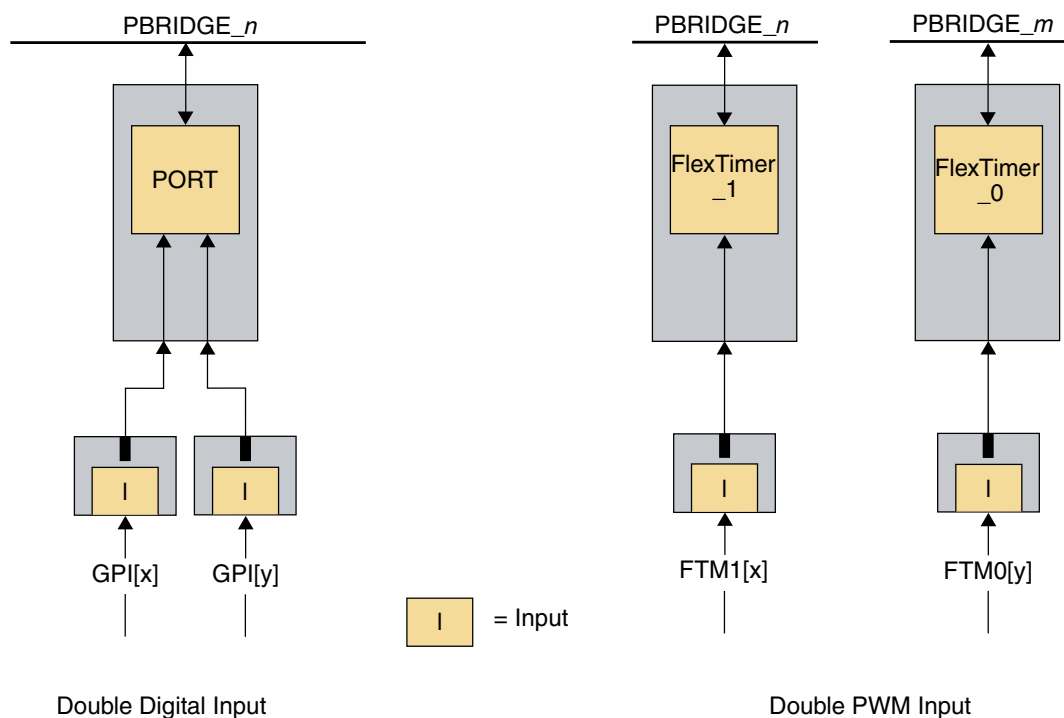 PBRIDGE_n
PORT
I
I
GPI[x]
GPI[y]
Double Digital Input
I
= Input
PBRIDGE_n
PBRIDGE_m
FlexTimer
_1
FlexTimer
_0
I
I
FTM1[x]
FTM0[y]
Double PWM Input